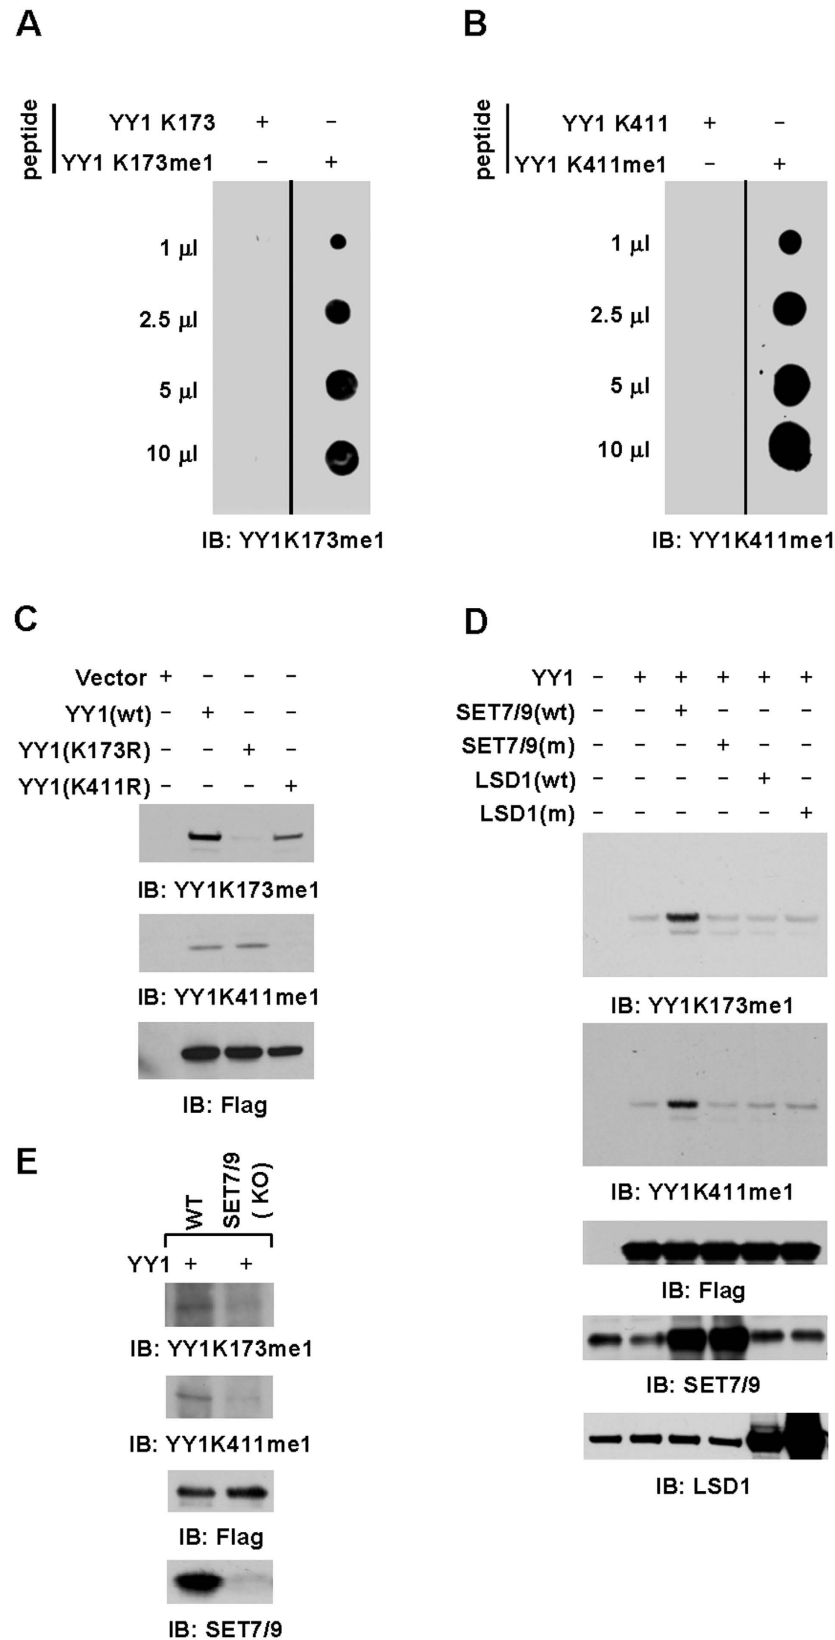 A
peptide
YY1 K173 + −
YY1 K173me1 − +
1 μl
2.5 μl
5 μl
10 μl
IB: YY1K173me1
B
peptide
YY1 K411 + −
YY1 K411me1 − +
1 μl
2.5 μl
5 μl
10 μl
IB: YY1K411me1
C
Vector + − − −
YY1(wt) − + − −
YY1(K173R) − − + −
YY1(K411R) − − − +
IB: YY1K173me1
IB: YY1K411me1
IB: Flag
D
YY1 − + + + + +
SET7/9(wt) − − + − − −
SET7/9(m) − − − + − −
LSD1(wt) − − − − + −
LSD1(m) − − − − − +
IB: YY1K173me1
IB: YY1K411me1
IB: Flag
IB: SET7/9
IB: LSD1
E
WT
SET7/9
( KO)
YY1 + +
IB: YY1K173me1
IB: YY1K411me1
IB: Flag
IB: SET7/9